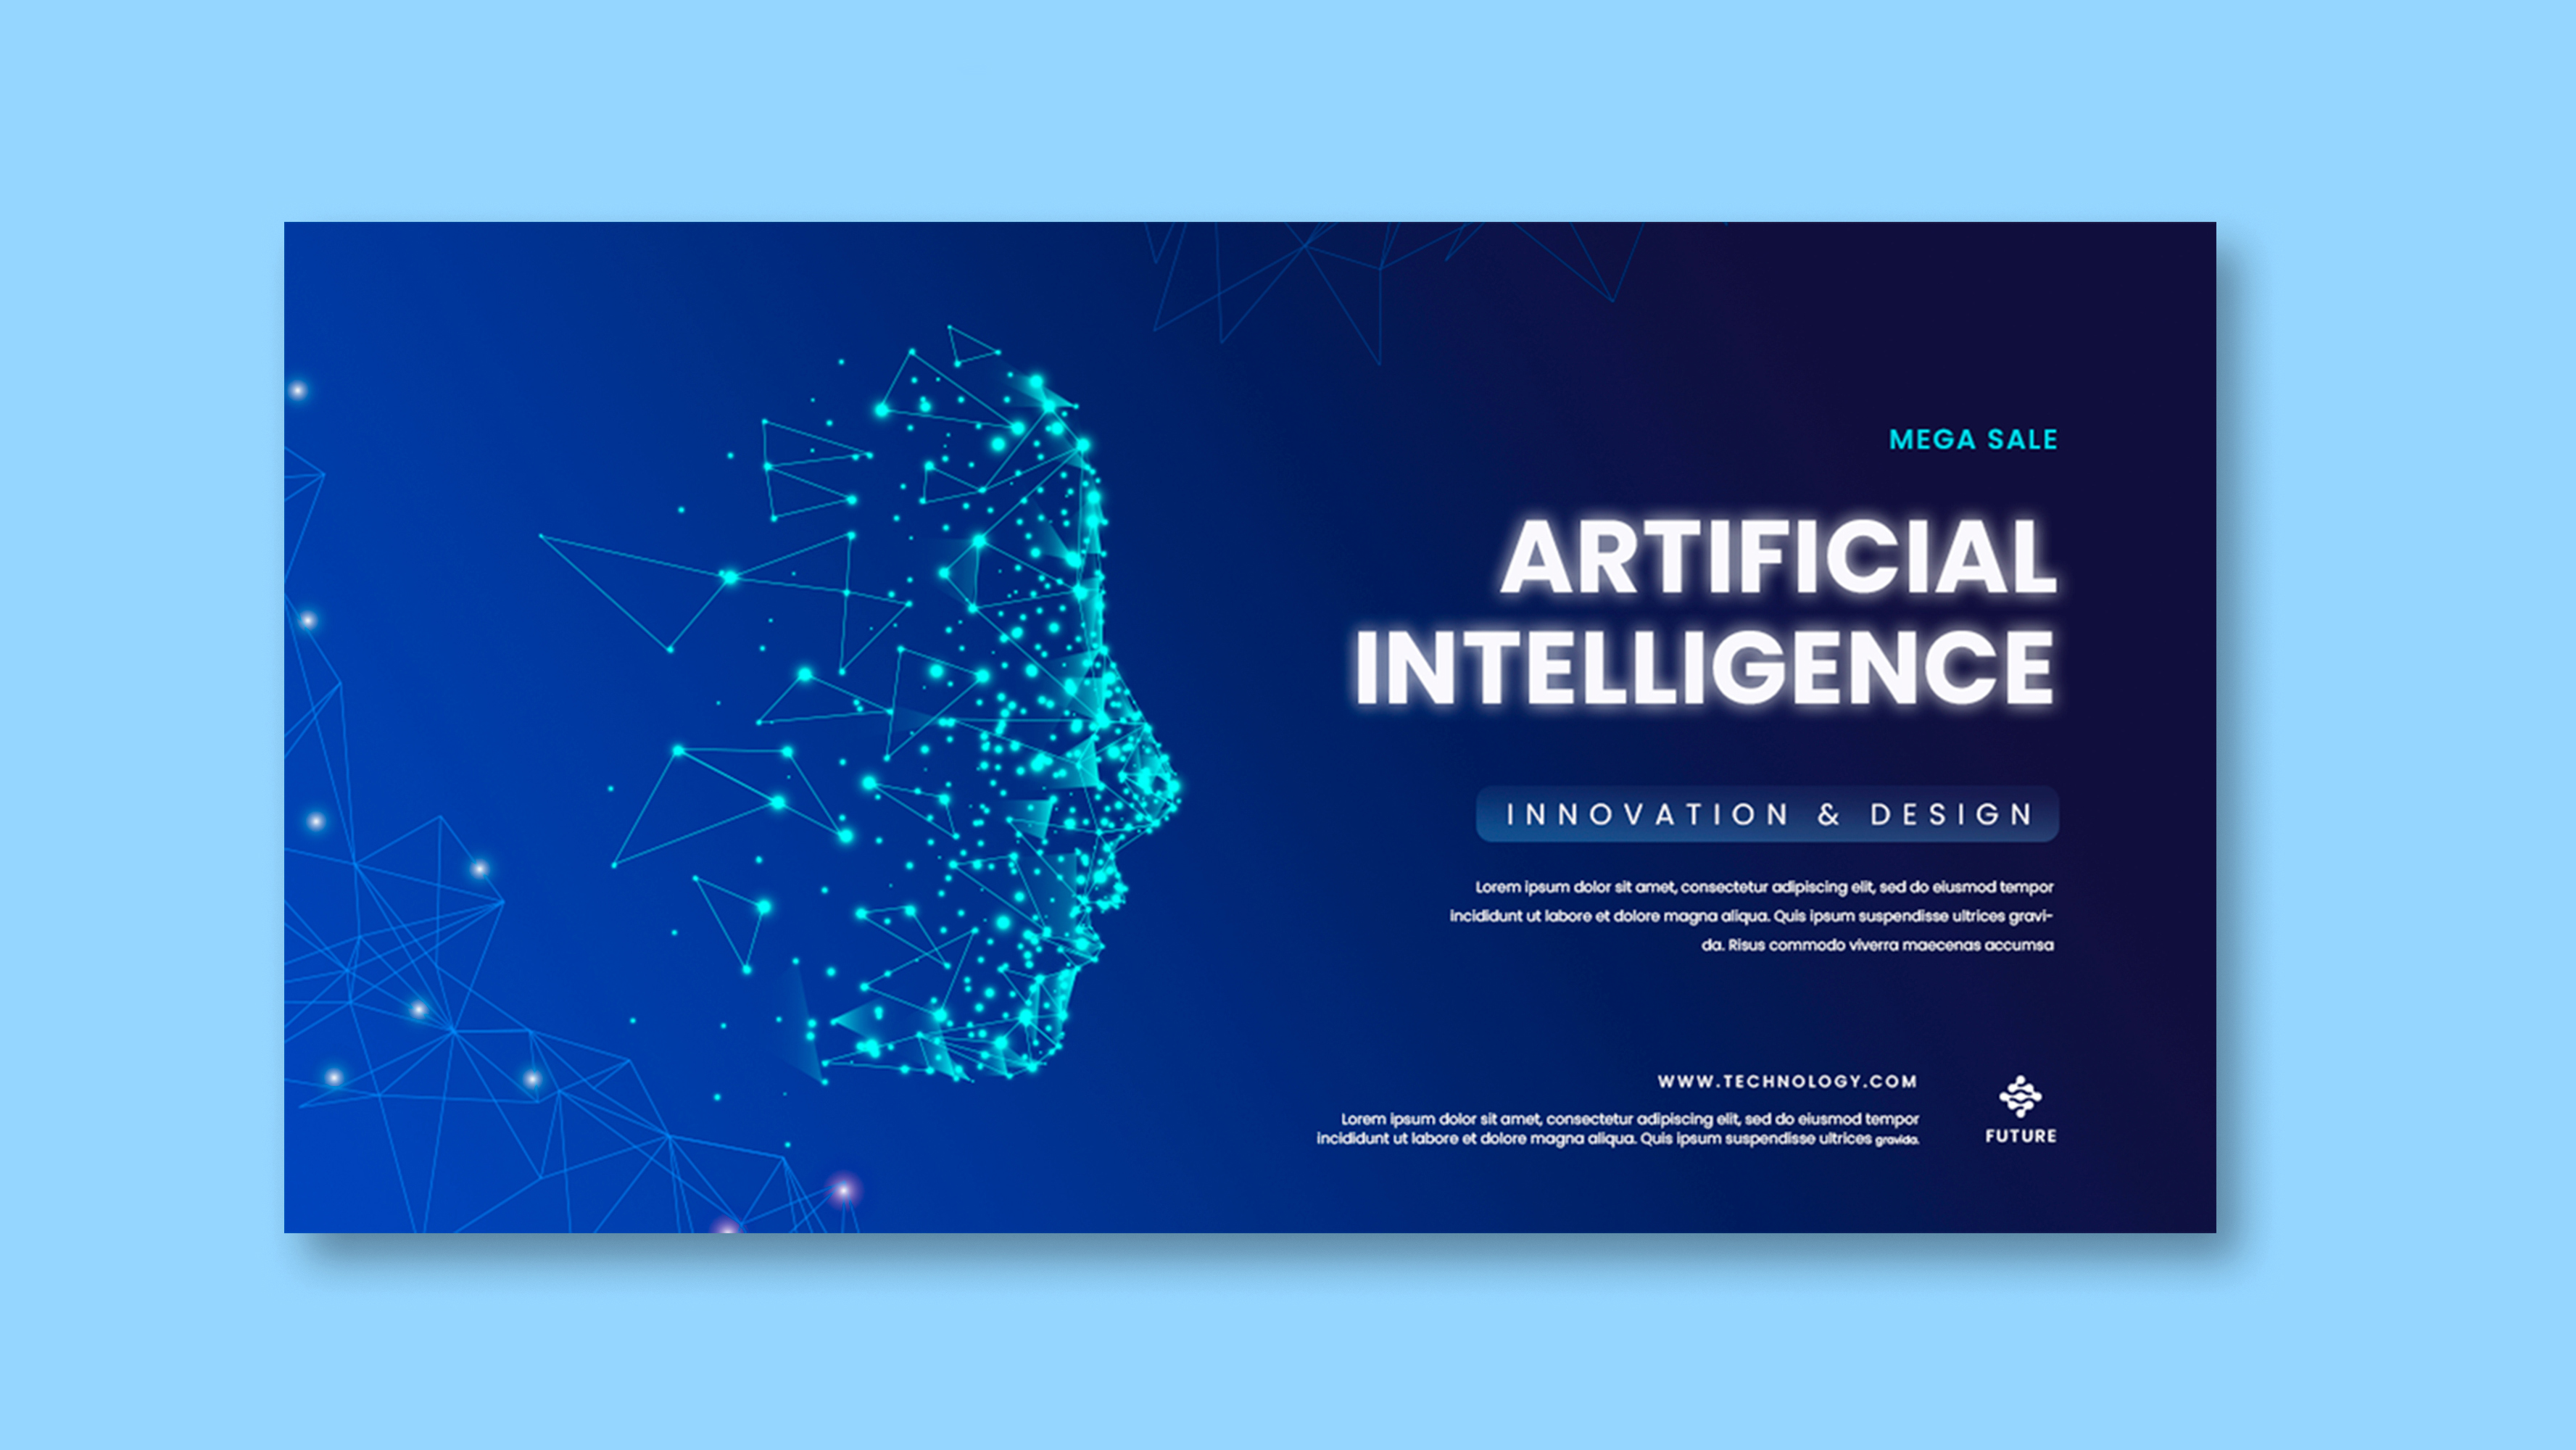 MEGA SALE
ARTIFICIAL
INTELLIGENCE
INNOVATION & DESIGN
Lorem ipsum dolor sit amet, consectetur adipiscing elit, sed do eiusmod tempor
incididunt ut labore et dolore magna aliqua. Quis ipsum suspendisse ultrices gravi-
da. Risus commodo viverra maecenas accumsa
WWW.TECHNOLOGY.COM
Lorem ipsum dolor sit amet, consectetur adipiscing elit, sed do eiusmod tempor
incididunt ut labore et dolore magna aliqua. Quis ipsum suspendisse ultrices gravida.
FUTURE